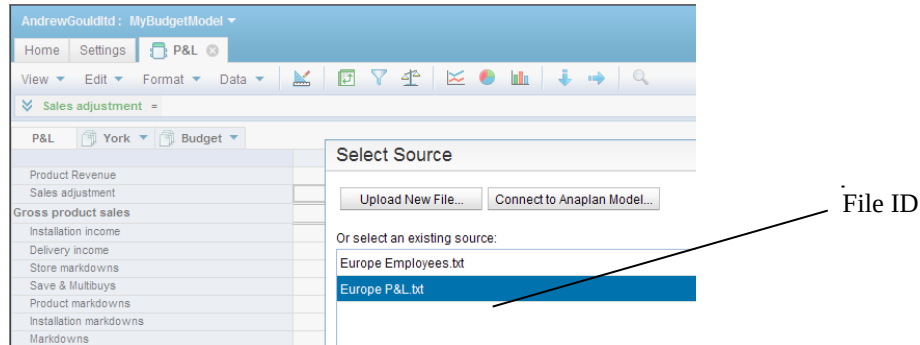 AndrewGouldltd : MyBudgetModel
Home Settings P&L
View Edit Format Data
Sales adjustment =
P&L York Budget
Select Source
Product Revenue
Sales adjustment
Upload New File... Connect to Anaplan Model...
File ID
Gross product sales
Installation income
Or select an existing source:
Delivery income
Europe Employees.txt
Store markdowns
Save & Multibuys
Europe P&L.txt
Product markdowns
Installation markdowns
Markdowns